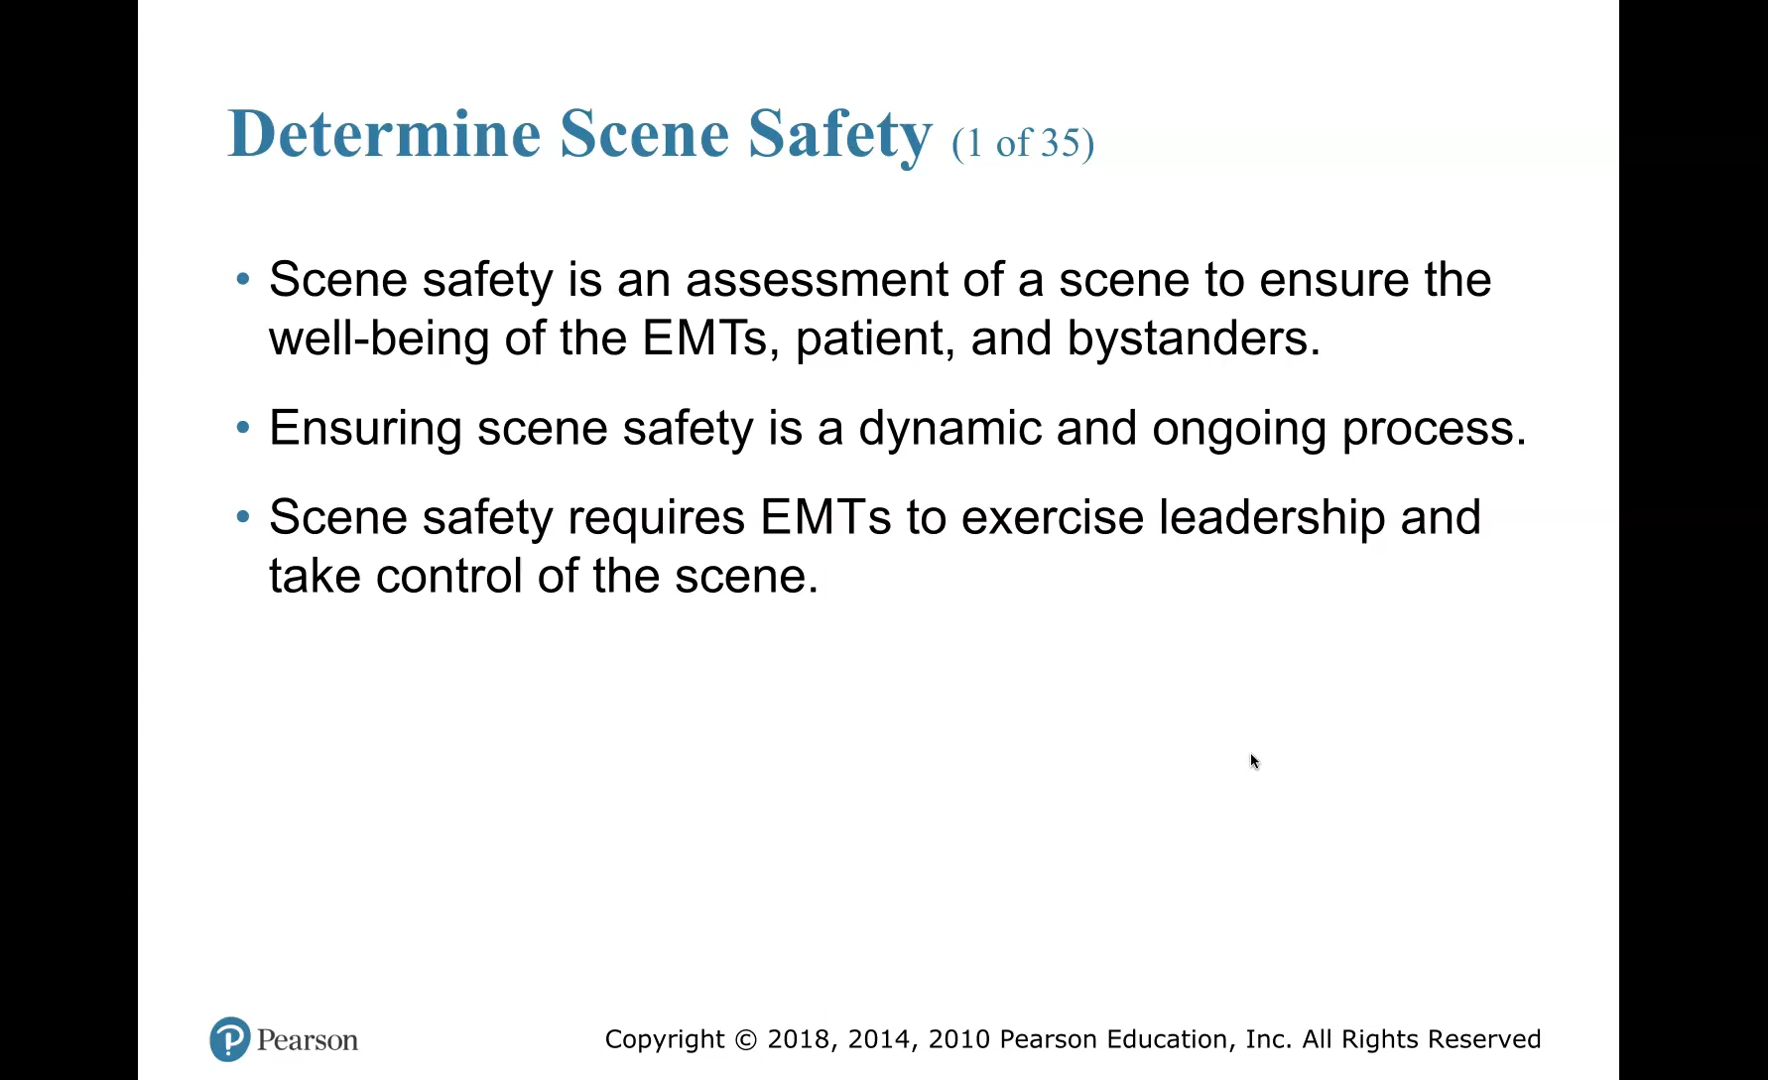 Determine Scene Safety (1 of 35)
• Scene safety is an assessment of a scene to ensure the
well-being of the EMTs, patient, and bystanders.
• Ensuring scene safety is a dynamic and ongoing process.
• Scene safety requires EMTs to exercise leadership and
take control of the scene.
P Pearson
Copyright © 2018, 2014, 2010 Pearson Education, Inc. All Rights Reserved